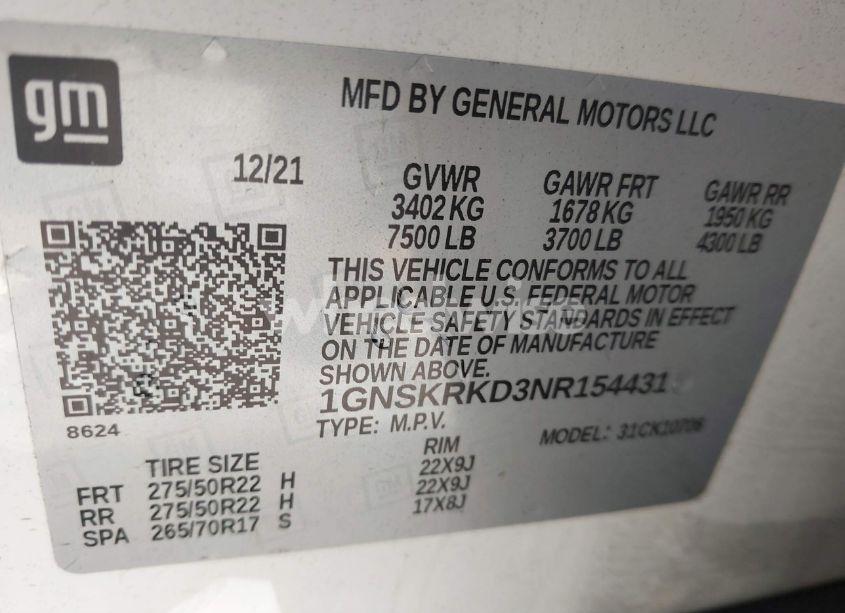 gm
MFD BY GENERAL MOTORS LLC
12/21
GVWR GAWR FRT GAWR RR
3402 KG 1678 KG 1950 KG
7500 LB 3700 LB 4300 LB
THIS VEHICLE CONFORMS TO ALL
APPLICABLE U.S. FEDERAL MOTOR
VEHICLE SAFETY STANDARDS IN EFFECT
ON THE DATE OF MANUFACTURE
SHOWN ABOVE.
1GNSKRKD3NR154431
TYPE: M.P.V. MODEL: 31CK10706
8624
TIRE SIZE RIM
FRT 275/50R22 H 22X9J
RR 275/50R22 H 22X9J
SPA 265/70R17 S 17X8J